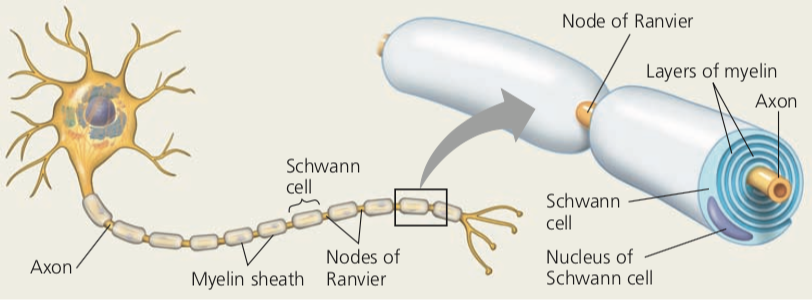 Node of Ranvier
Layers of myelin
Axon
Schwann
cell
Schwann
cell
Nucleus of
Schwann cell
Axon
Myelin sheath
Nodes of
Ranvier